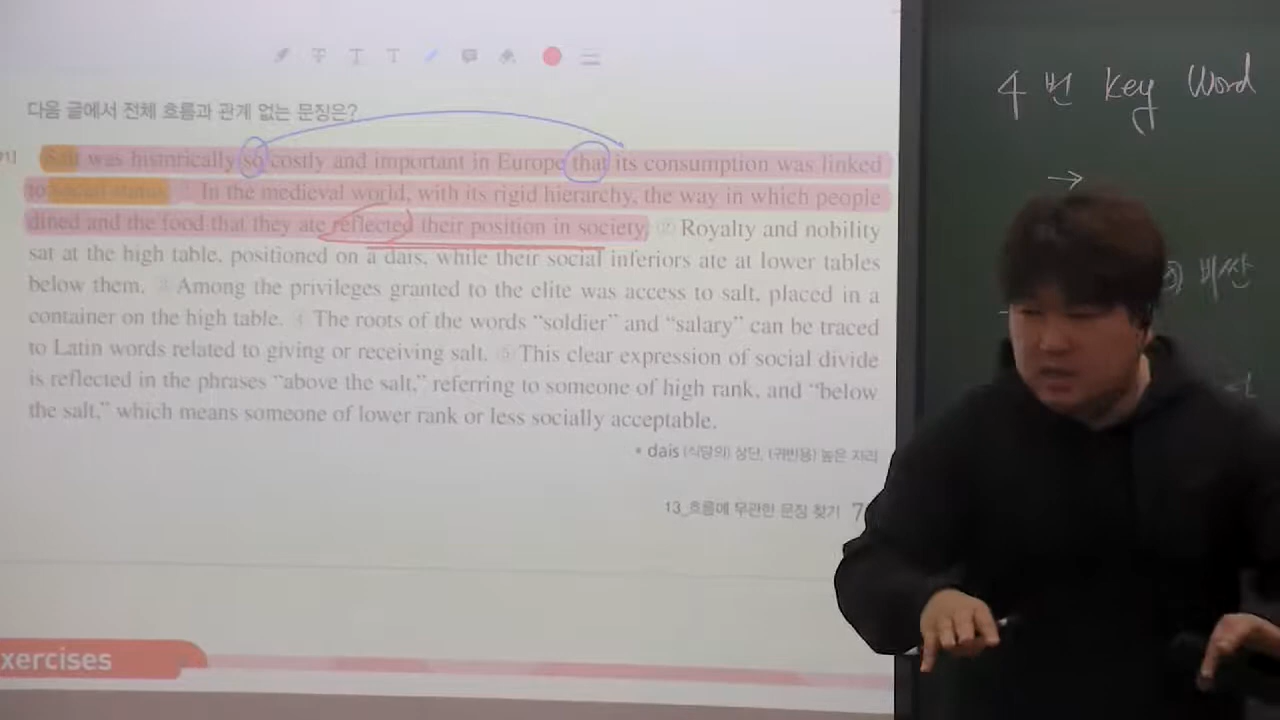 다음 글에서 전체 흐름과 관계 없는 문장은?
Salt was historically so costly and important in Europe that its consumption was linked
to social status. ① In the medieval world, with its rigid hierarchy, the way in which people
dined and the food that they ate reflected their position in society. ② Royalty and nobility
sat at the high table, positioned on a dais, while their social inferiors ate at lower tables
below them. ③ Among the privileges granted to the elite was access to salt, placed in a
container on the high table. ④ The roots of the words “soldier” and “salary” can be traced
to Latin words related to giving or receiving salt. ⑤ This clear expression of social divide
is reflected in the phrases “above the salt,” referring to someone of high rank, and “below
the salt,” which means someone of lower rank or less socially acceptable.
* dais (식당의) 상단, (귀빈용) 높은 자리
13_흐름에 무관한 문장 찾기 7
xercises
4번 Key Word
→
비싼